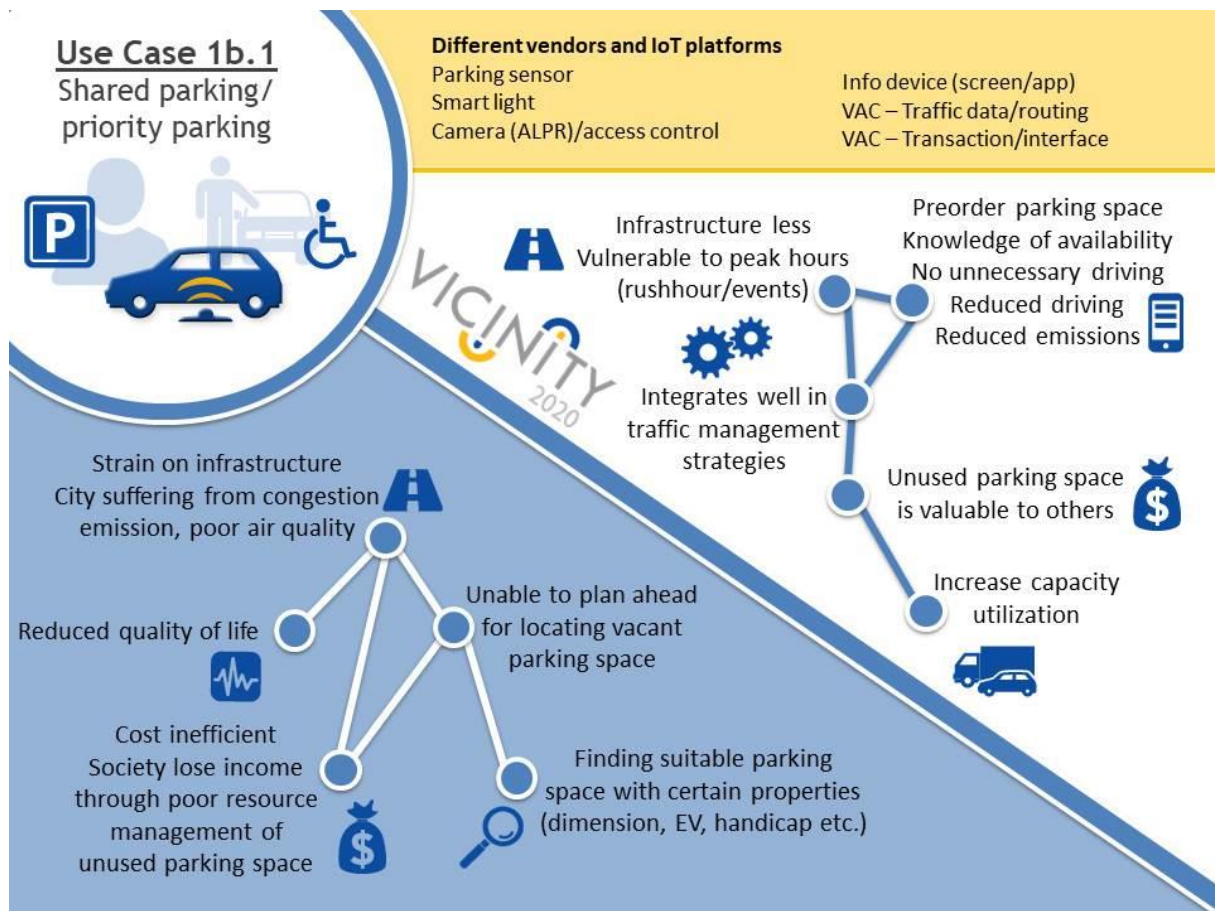 Use Case 1b.1
Shared parking/
priority parking
P
Different vendors and IoT platforms
Parking sensor
Smart light
Camera (ALPR)/access control
Info device (screen/app)
VAC – Traffic data/routing
VAC – Transaction/interface
VICINITY
2020
Infrastructure less
Vulnerable to peak hours
(rushhour/events)
Preorder parking space
Knowledge of availability
No unnecessary driving
Reduced driving
Reduced emissions
Integrates well in
traffic management
strategies
Unused parking space
is valuable to others
$
Increase capacity
utilization
Strain on infrastructure
City suffering from congestion
emission, poor air quality
Reduced quality of life
Unable to plan ahead
for locating vacant
parking space
Cost inefficient
Society lose income
through poor resource
management of
unused parking space
$
Finding suitable parking
space with certain properties
(dimension, EV, handicap etc.)